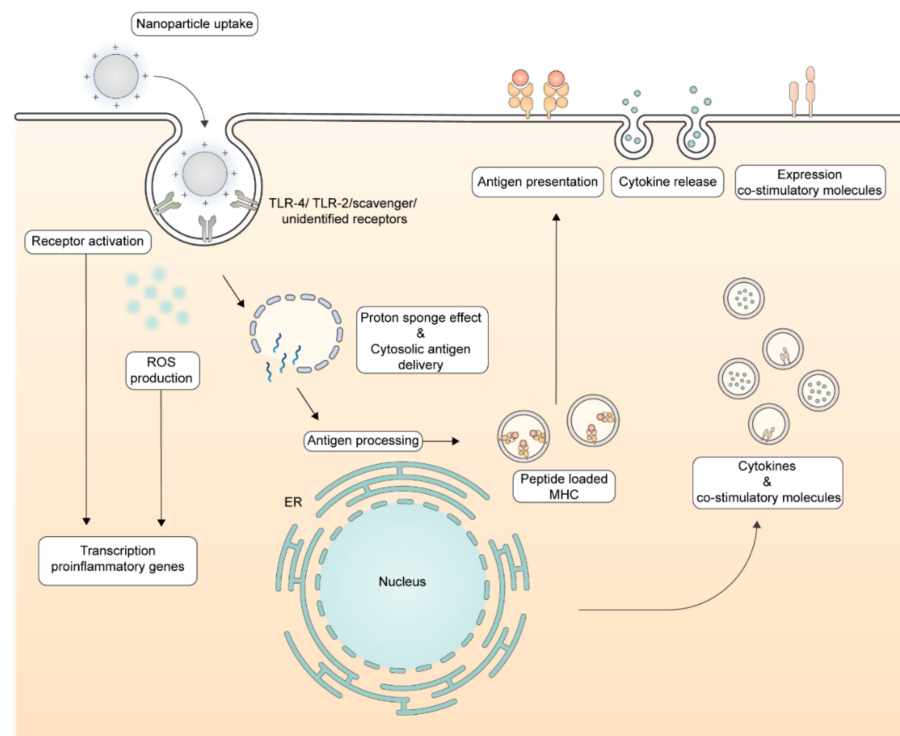 Nanoparticle uptake
Antigen presentation
Cytokine release
Expression
co-stimulatory molecules
TLR-4/ TLR-2/scavenger/
unidentified receptors
Receptor activation
Proton sponge effect
&
Cytosolic antigen
delivery
ROS
production
Antigen processing
Peptide loaded
MHC
Cytokines
&
co-stimulatory molecules
ER
Transcription
proinflammatory genes
Nucleus